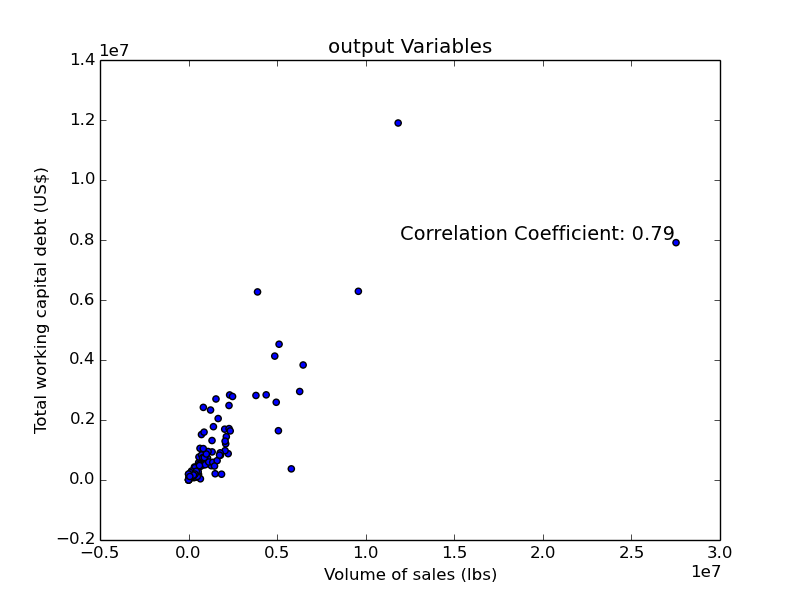 output Variables
1e7
1.4
1.2
1.0
0.8
0.6
0.4
0.2
0.0
−0.2
Total working capital debt (US$)
Correlation Coefficient: 0.79
−0.5
0.0
0.5
1.0
1.5
2.0
2.5
3.0
1e7
Volume of sales (lbs)